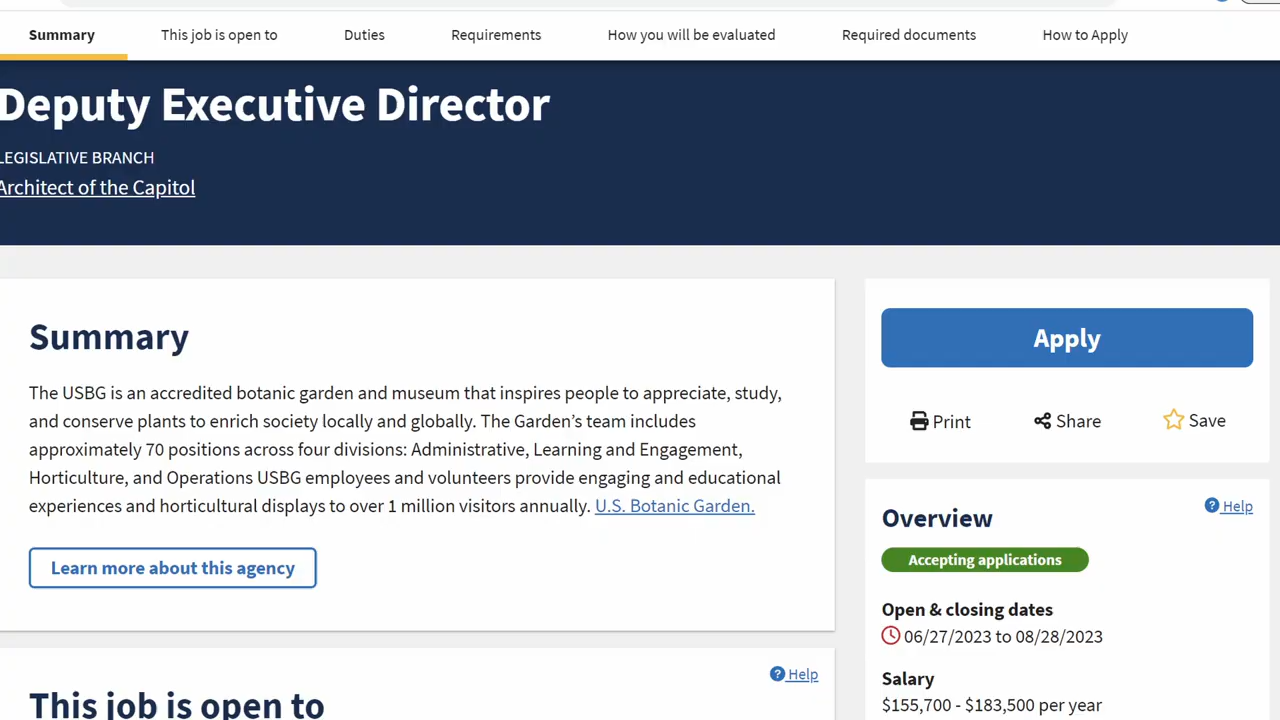 Summary
This job is open to
Duties
Requirements
How you will be evaluated
Required documents
How to Apply
Deputy Executive Director
LEGISLATIVE BRANCH
Architect of the Capitol
Summary
The USBG is an accredited botanic garden and museum that inspires people to appreciate, study,
and conserve plants to enrich society locally and globally. The Garden’s team includes
approximately 70 positions across four divisions: Administrative, Learning and Engagement,
Horticulture, and Operations USBG employees and volunteers provide engaging and educational
experiences and horticultural displays to over 1 million visitors annually. U.S. Botanic Garden.
Learn more about this agency
Help
This job is open to
Apply
Print
Share
Save
Help
Overview
Accepting applications
Open & closing dates
06/27/2023 to 08/28/2023
Salary
$155,700 - $183,500 per year